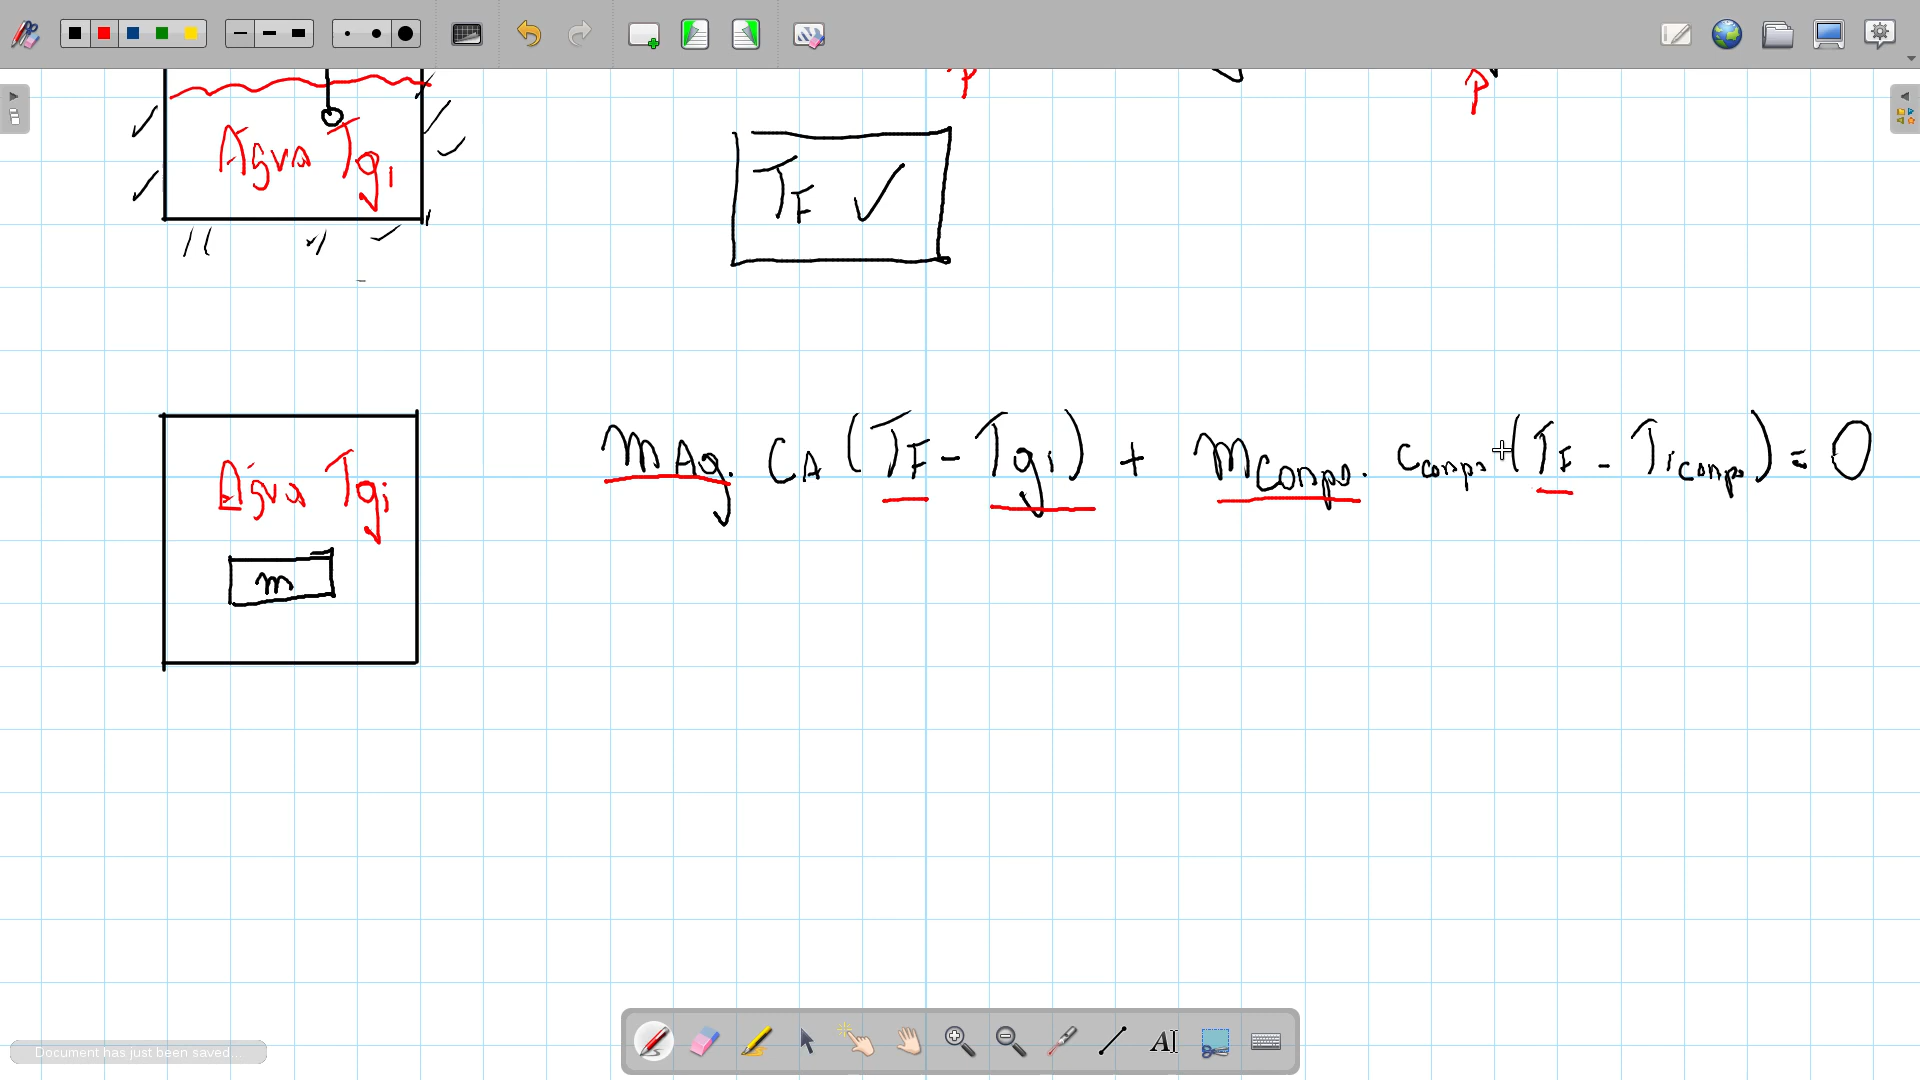 P
P
Água Tgi
TF ✓
mAg. CA (TF - Tgi) + mcorpo. ccorpo (TF - Ticorpo) = 0
Água Tgi
m
AI
Document has just been saved...